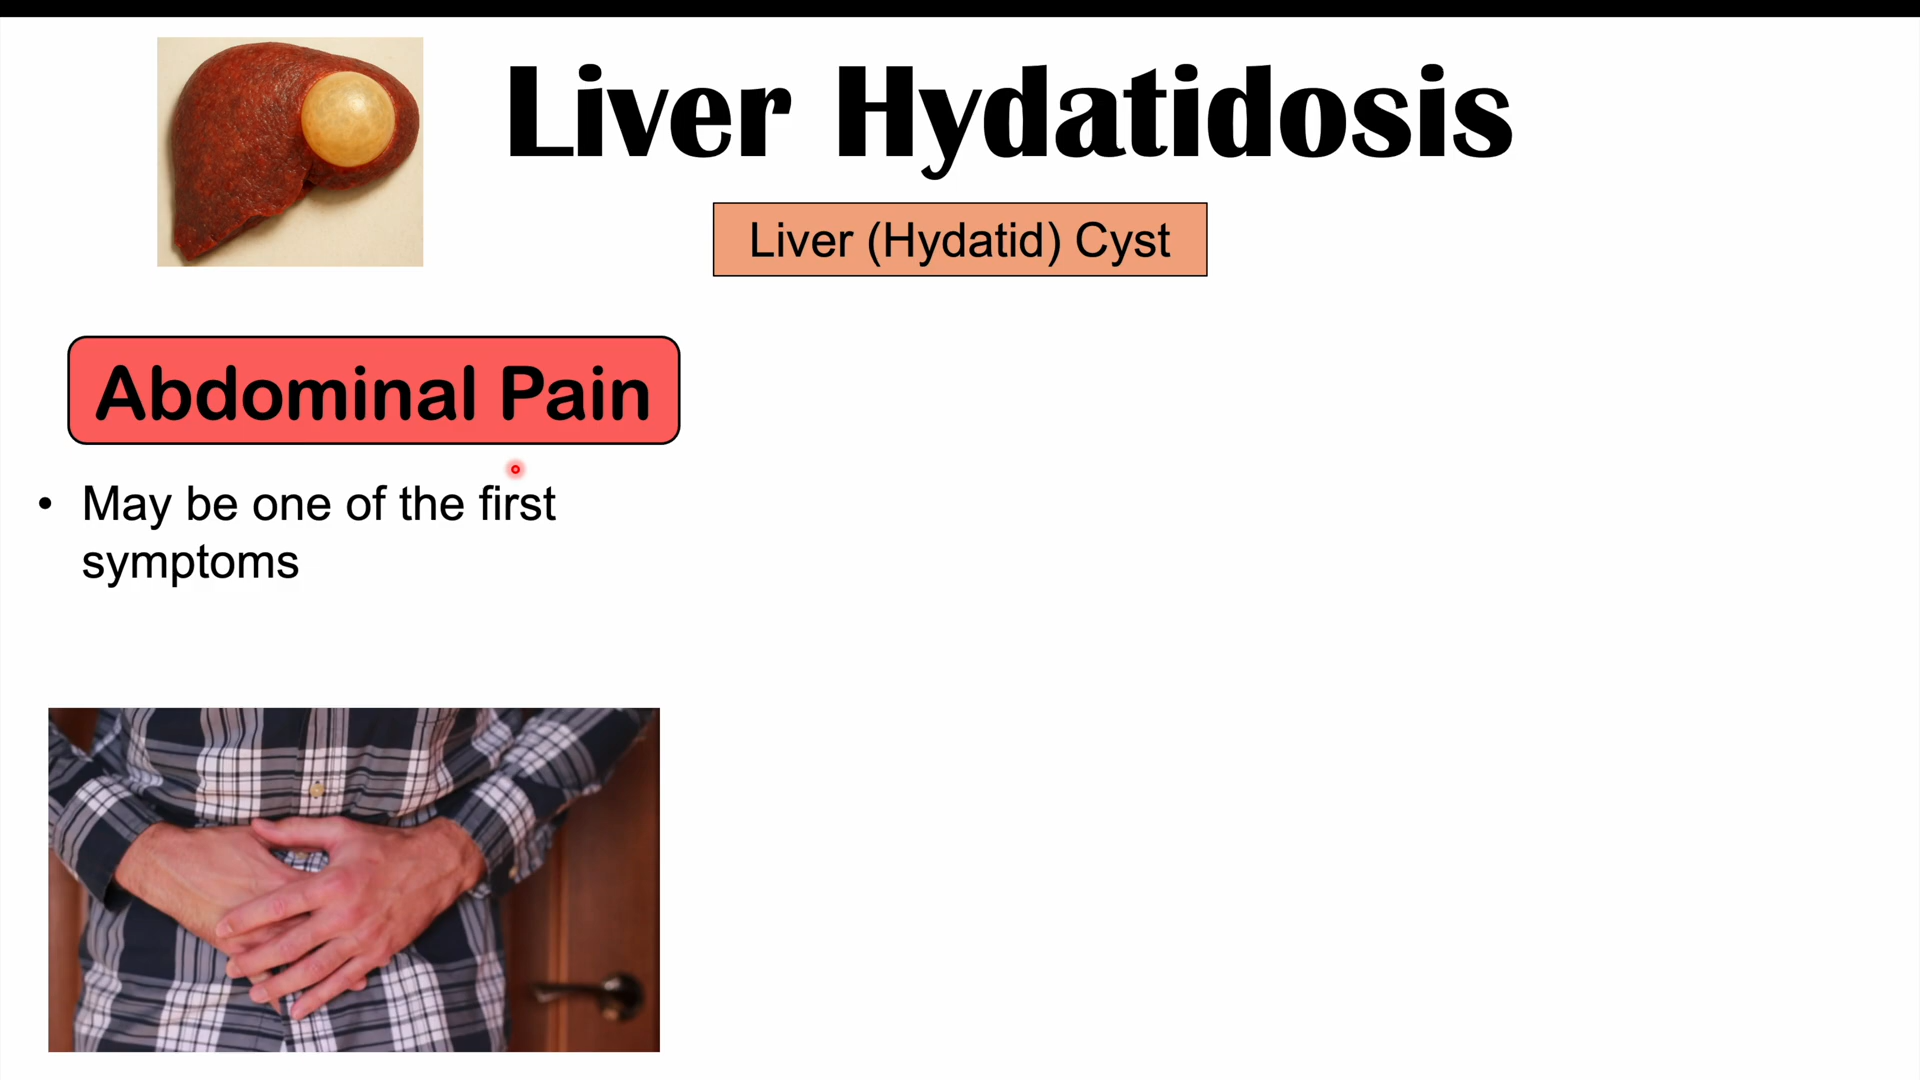 Liver Hydatidosis
Liver (Hydatid) Cyst
Abdominal Pain
• May be one of the first
symptoms